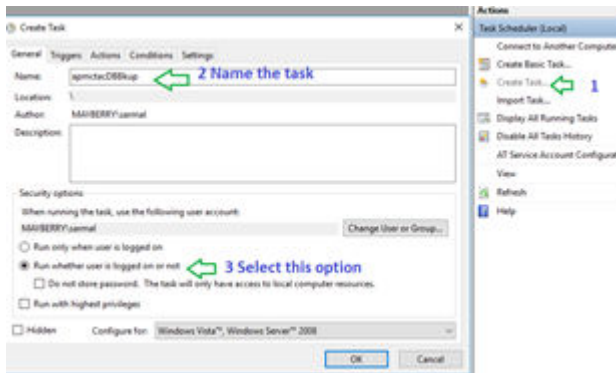 Create Task
General Triggers Actions Conditions Settings
Name: apmctacDBBkup
2 Name the task
Location: \
Author: MAYBERRY\sarmal
Description:
Security options
When running the task, use the following user account:
MAYBERRY\sarmal
Change User or Group...
Run only when user is logged on
Run whether user is logged on or not
3 Select this option
Do not store password. The task will only have access to local computer resources.
Run with highest privileges
Hidden
Configure for: Windows Vista™, Windows Server™ 2008
OK Cancel
Actions
Task Scheduler (Local)
Connect to Another Computer
Create Basic Task...
Create Task...
1
Import Task...
Display All Running Tasks
Disable All Tasks History
AT Service Account Configurat
View
Refresh
Help